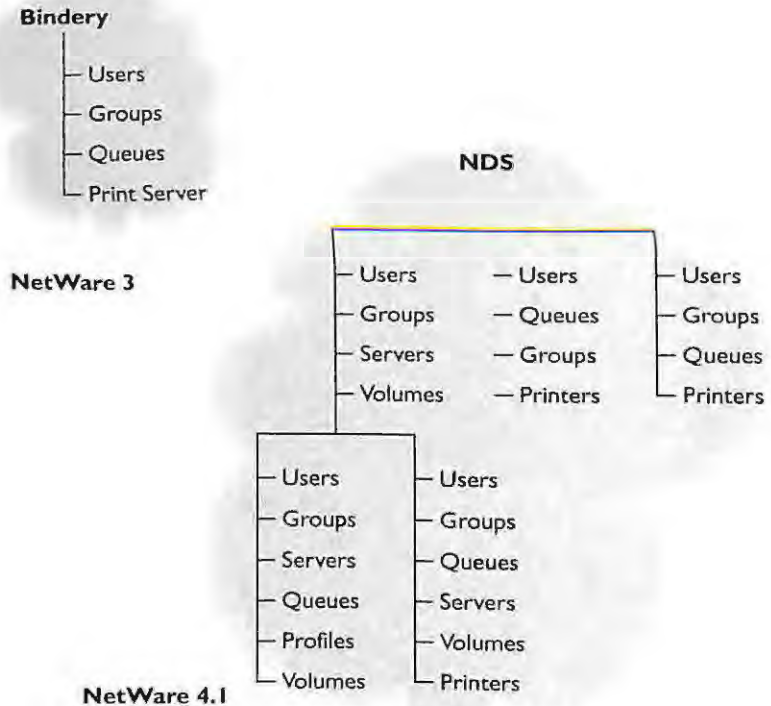 Bindery
Users
Groups
Queues
Print Server
NetWare 3
NDS
Users
Groups
Servers
Volumes
Users
Queues
Groups
Printers
Users
Groups
Queues
Printers
Users
Groups
Servers
Queues
Profiles
Volumes
Users
Groups
Queues
Servers
Volumes
Printers
NetWare 4.1